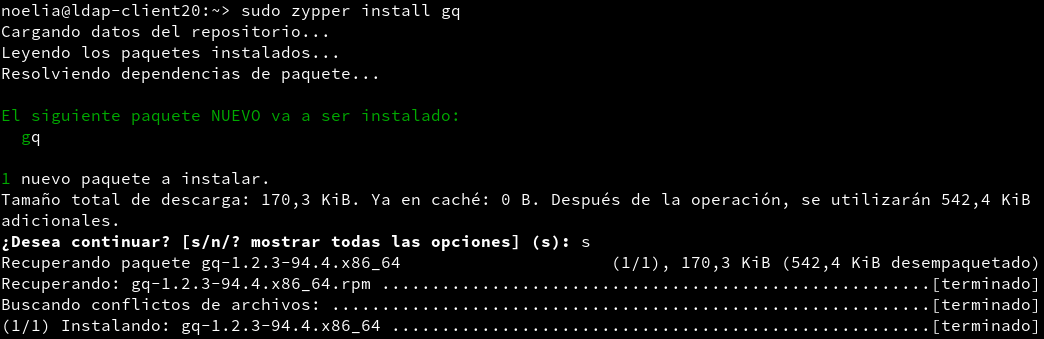 noelia@ldap-client20:~> sudo zypper install gq
Cargando datos del repositorio...
Leyendo los paquetes instalados...
Resolviendo dependencias de paquete...
El siguiente paquete NUEVO va a ser instalado:
  gq
1 nuevo paquete a instalar.
Tamaño total de descarga: 170,3 KiB. Ya en caché: 0 B. Después de la operación, se utilizarán 542,4 KiB
adicionales.
¿Desea continuar? [s/n/? mostrar todas las opciones] (s): s
Recuperando paquete gq-1.2.3-94.4.x86_64                     (1/1), 170,3 KiB (542,4 KiB desempaquetado)
Recuperando: gq-1.2.3-94.4.x86_64.rpm .......................................................[terminado]
Buscando conflictos de archivos: ............................................................[terminado]
(1/1) Instalando: gq-1.2.3-94.4.x86_64 ......................................................[terminado]